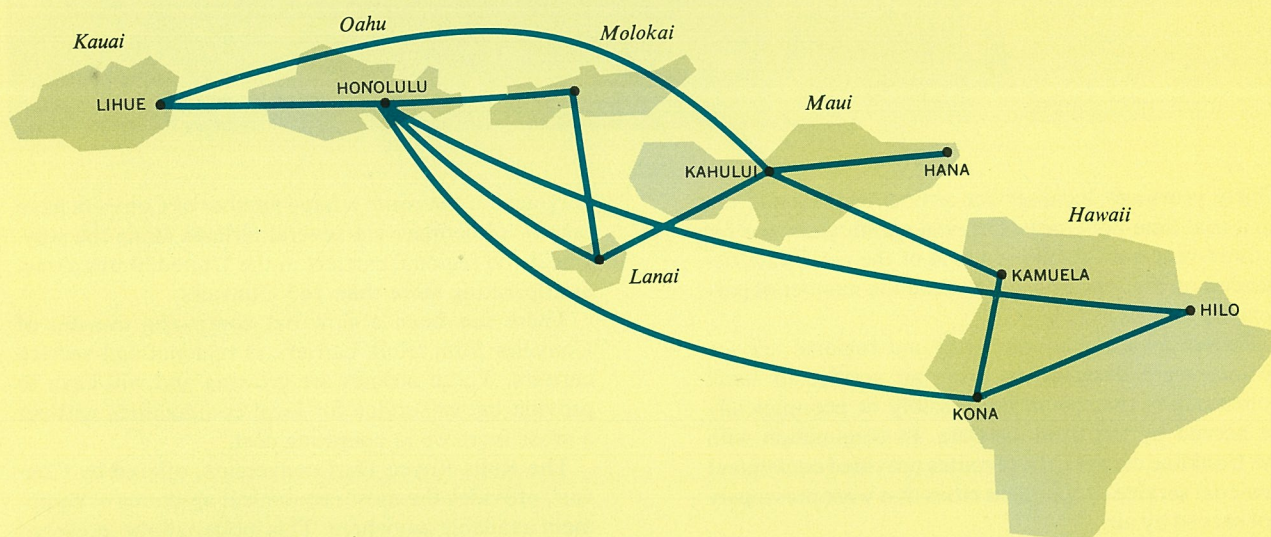 Oahu
Kauai
Molokai
HONOLULU
LIHUE
Maui
KAHULUI
HANA
Hawaii
Lanai
KAMUELA
HILO
KONA